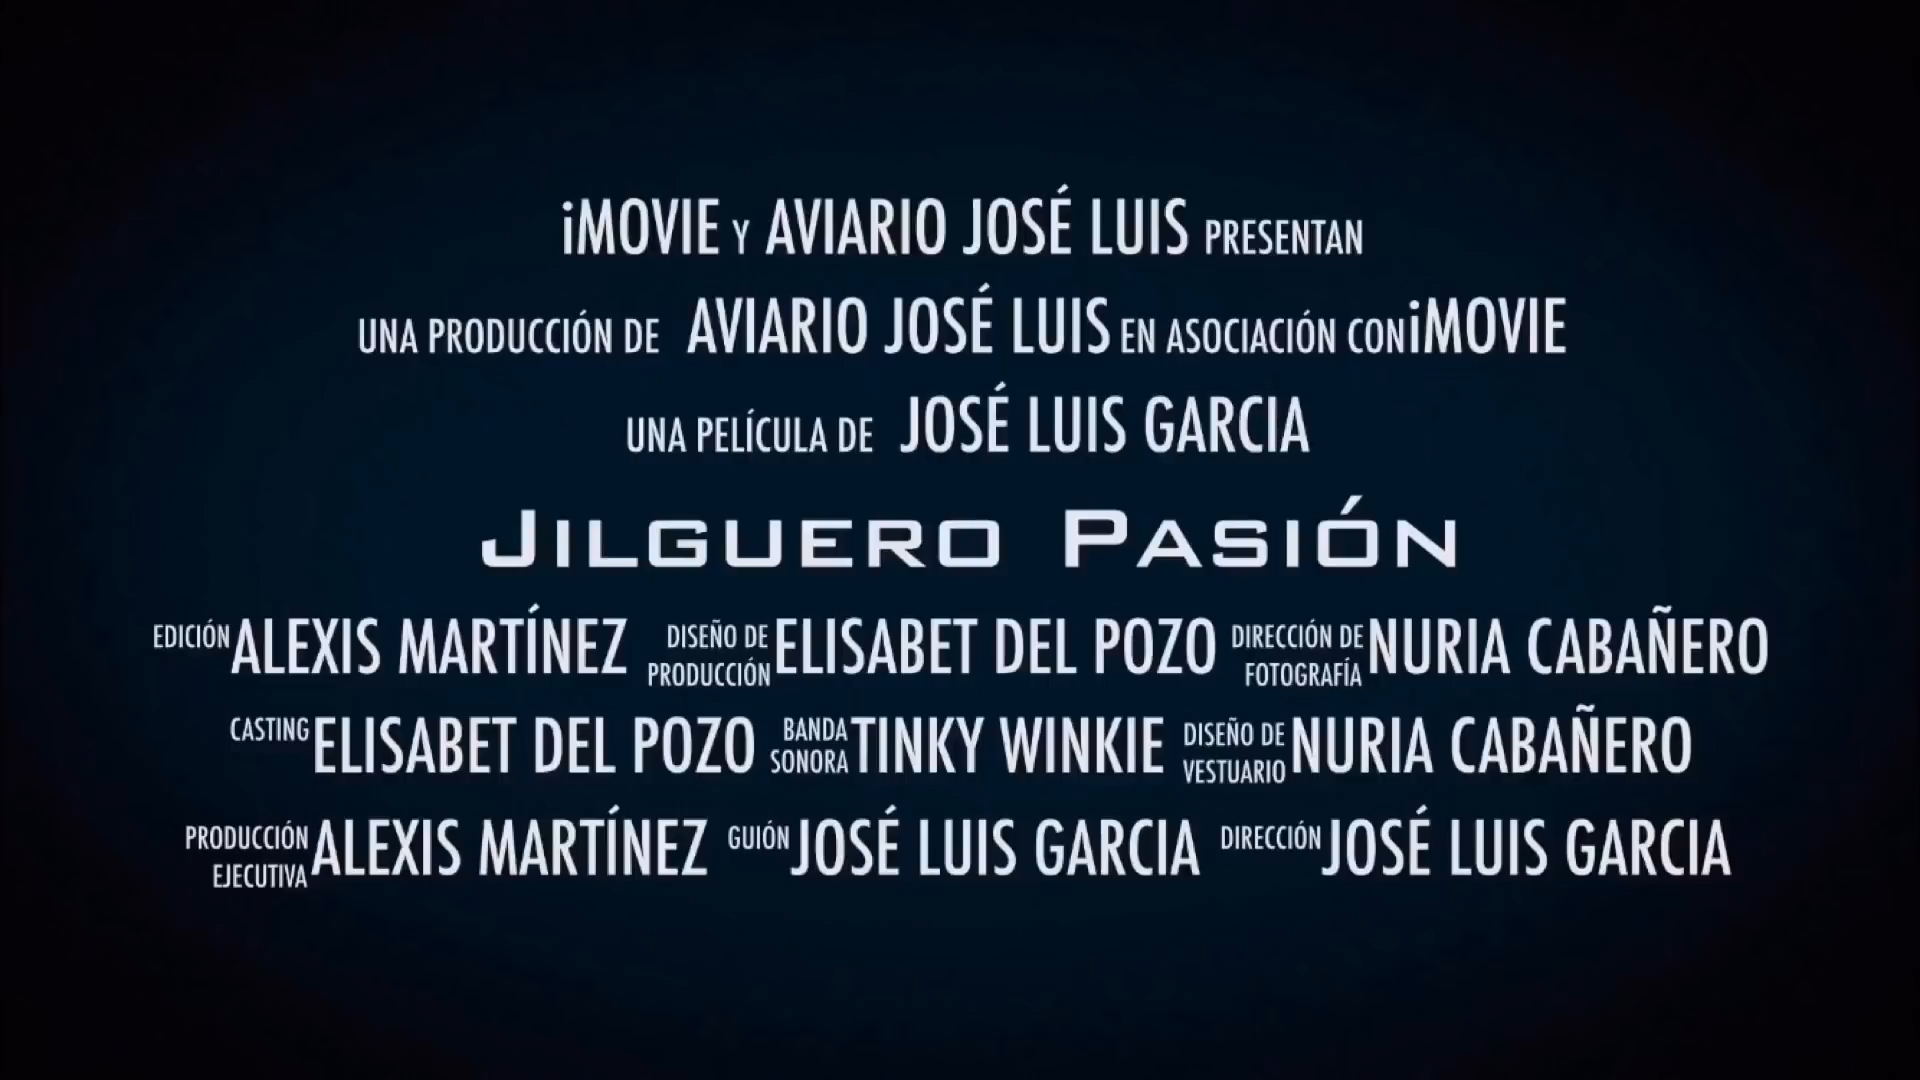 iMOVIE Y AVIARIO JOSÉ LUIS PRESENTAN
UNA PRODUCCIÓN DE AVIARIO JOSÉ LUIS EN ASOCIACIÓN CON iMOVIE
UNA PELÍCULA DE JOSÉ LUIS GARCIA
JILGUERO PASIÓN
EDICIÓN ALEXIS MARTÍNEZ DISEÑO DE PRODUCCIÓN ELISABET DEL POZO DIRECCIÓN DE FOTOGRAFÍA NURIA CABAÑERO
CASTING ELISABET DEL POZO BANDA SONORA TINKY WINKIE DISEÑO DE VESTUARIO NURIA CABAÑERO
PRODUCCIÓN EJECUTIVA ALEXIS MARTÍNEZ GUIÓN JOSÉ LUIS GARCIA DIRECCIÓN JOSÉ LUIS GARCIA